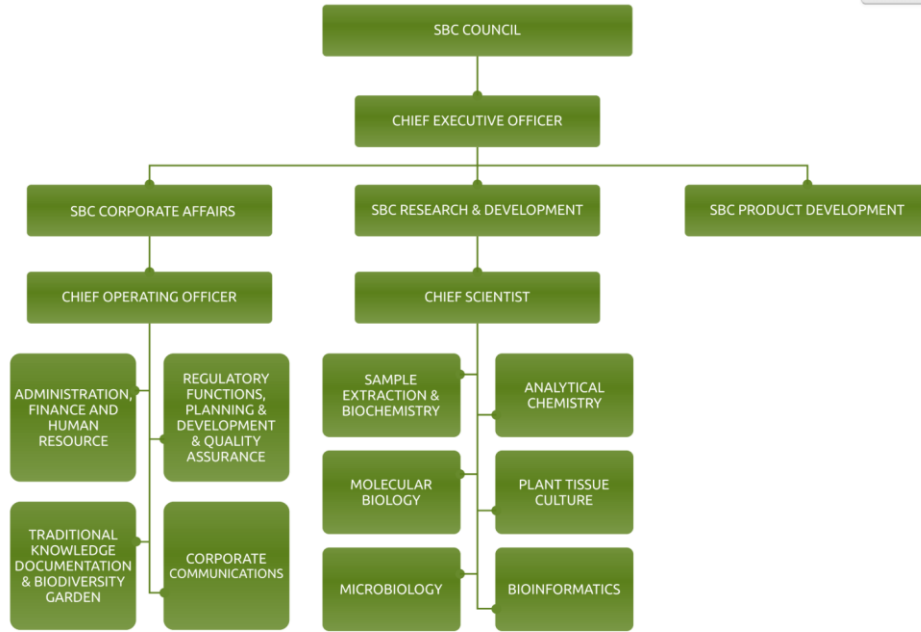 SBC COUNCIL
CHIEF EXECUTIVE OFFICER
SBC CORPORATE AFFAIRS
SBC RESEARCH & DEVELOPMENT
SBC PRODUCT DEVELOPMENT
CHIEF OPERATING OFFICER
CHIEF SCIENTIST
ADMINISTRATION,
FINANCE AND
HUMAN
RESOURCE
REGULATORY
FUNCTIONS,
PLANNING &
DEVELOPMENT
& QUALITY
ASSURANCE
SAMPLE
EXTRACTION &
BIOCHEMISTRY
ANALYTICAL
CHEMISTRY
MOLECULAR
BIOLOGY
PLANT TISSUE
CULTURE
TRADITIONAL
KNOWLEDGE
DOCUMENTATION
& BIODIVERSITY
GARDEN
CORPORATE
COMMUNICATIONS
MICROBIOLOGY
BIOINFORMATICS